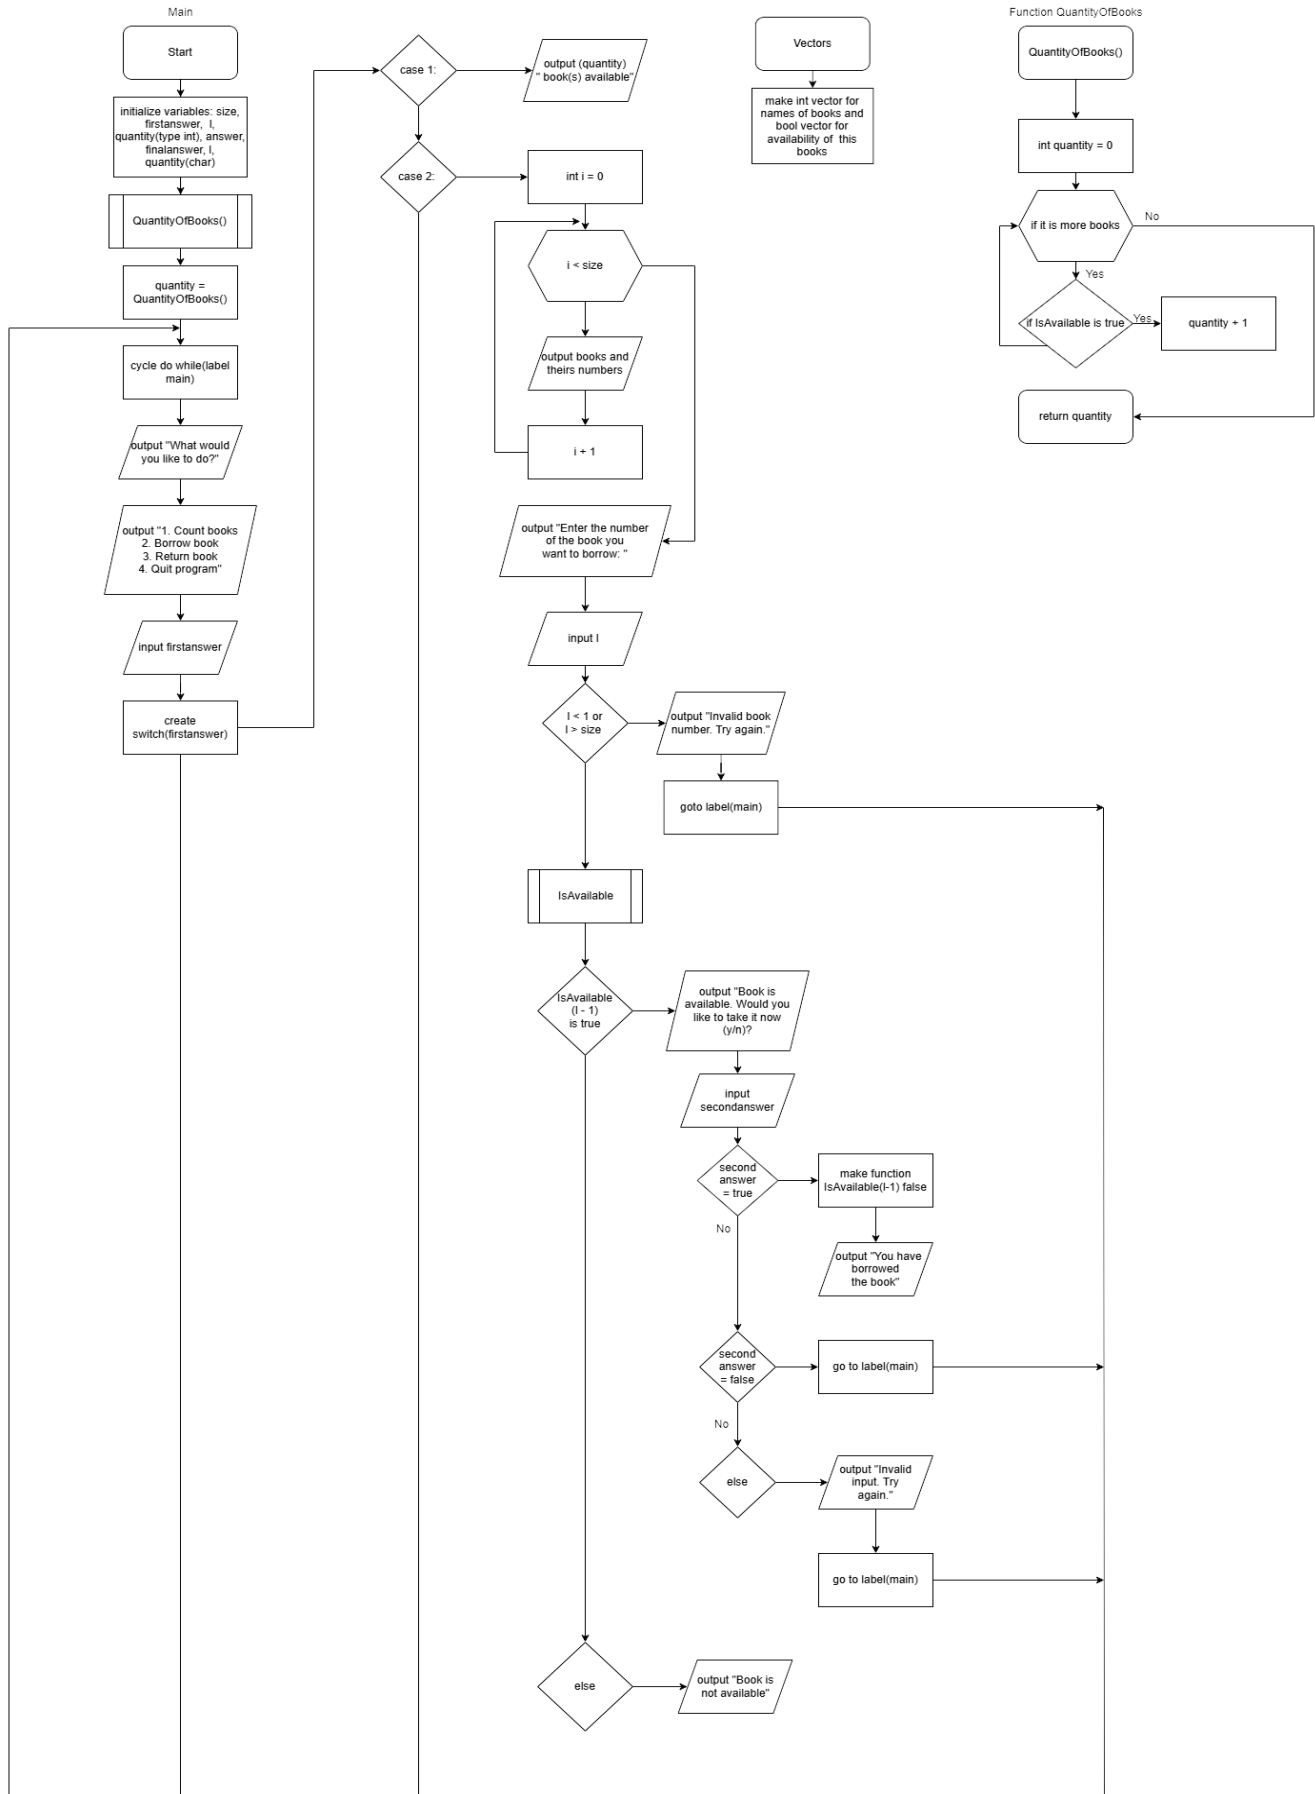 Main
Start
initialize variables: size,
firstanswer, I,
quantity(type int), answer,
finalanswer, I,
quantity(char)
QuantityOfBooks()
quantity =
QuantityOfBooks()
cycle do while(label
main)
output "What would
you like to do?"
output "1. Count books
2. Borrow book
3. Return book
4. Quit program"
input firstanswer
create
switch(firstanswer)
case 1:
output (quantity)
" book(s) available"
case 2:
int i = 0
i < size
output books and
theirs numbers
i + 1
output "Enter the number
of the book you
want to borrow: "
input I
I < 1 or
I > size
output "Invalid book
number. Try again."
goto label(main)
IsAvailable
IsAvailable
(I - 1)
is true
output "Book is
available. Would you
like to take it now
(y/n)?
input
secondanswer
second
answer
= true
make function
IsAvailable(I-1) false
No
output "You have
borrowed
the book"
second
answer
= false
go to label(main)
No
else
output "Invalid
input. Try
again."
go to label(main)
else
output "Book is
not available"
Vectors
make int vector for
names of books and
bool vector for
availability of this
books
Function QuantityOfBooks
QuantityOfBooks()
int quantity = 0
if it is more books
No
Yes
if IsAvailable is true
Yes
quantity + 1
return quantity